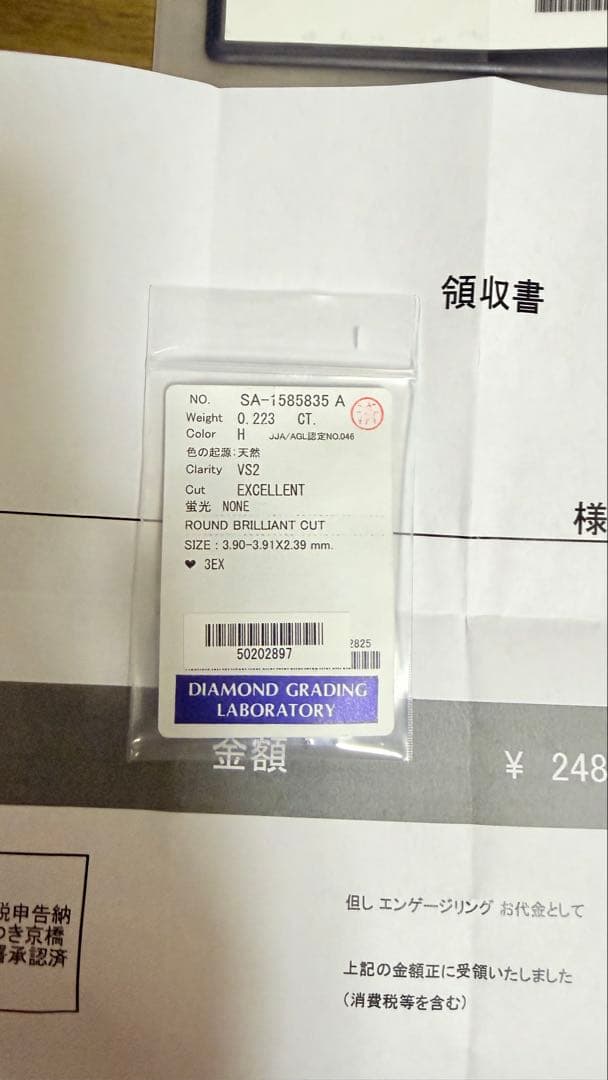 領収書
NO. SA-1585835 A
Weight 0.223 CT.
Color H JJA/AGL認定NO.046
色の起源:天然
Clarity VS2
Cut EXCELLENT
蛍光 NONE
ROUND BRILLIANT CUT
SIZE : 3.90-3.91X2.39 mm.
♥ 3EX
様
50202897
2825
DIAMOND GRADING
LABORATORY
金額 ¥ 248
税申告納
つき京橋
署承認済
但し エンゲージリング お代金として
上記の金額正に受領いたしました
(消費税等を含む)